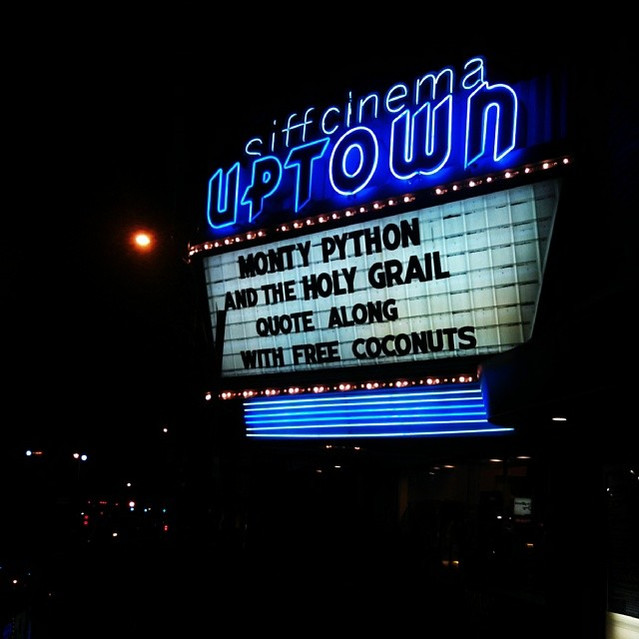 siffcinema
UPTOWN
MONTY PYTHON
AND THE HOLY GRAIL
QUOTE ALONG
WITH FREE COCONUTS